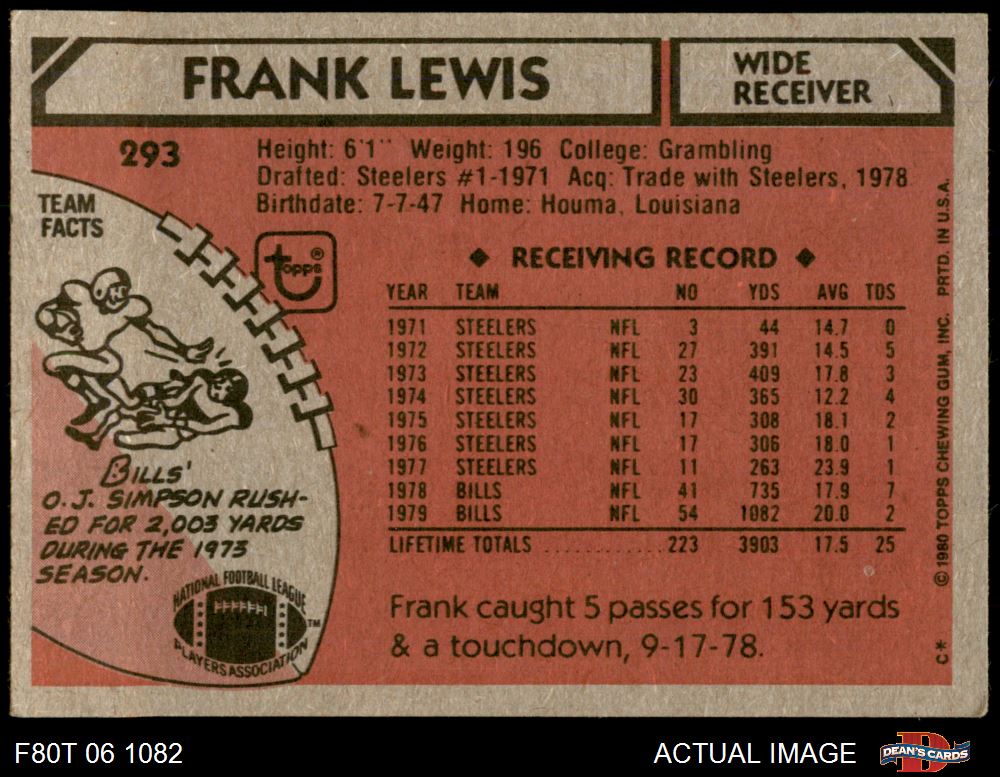 FRANK LEWIS
WIDE
RECEIVER
293
Height: 6'1" Weight: 196 College: Grambling
Drafted: Steelers #1-1971 Acq: Trade with Steelers, 1978
Birthdate: 7-7-47 Home: Houma, Louisiana
TEAM
FACTS
topps®
◆ RECEIVING RECORD ◆
YEAR TEAM NO YDS AVG TDS
1971 STEELERS NFL 3 44 14.7 0
1972 STEELERS NFL 27 391 14.5 5
1973 STEELERS NFL 23 409 17.8 3
1974 STEELERS NFL 30 365 12.2 4
1975 STEELERS NFL 17 308 18.1 2
1976 STEELERS NFL 17 306 18.0 1
1977 STEELERS NFL 11 263 23.9 1
1978 BILLS NFL 41 735 17.9 7
1979 BILLS NFL 54 1082 20.0 2
LIFETIME TOTALS ............ 223 3903 17.5 25
BILLS'
O.J. SIMPSON RUSH-
ED FOR 2,003 YARDS
DURING THE 1973
SEASON.
NATIONAL FOOTBALL LEAGUE
PLAYERS ASSOCIATION
TM
Frank caught 5 passes for 153 yards
& a touchdown, 9-17-78.
© 1980 TOPPS CHEWING GUM, INC. PRTD. IN U.S.A.
C*
F80T 06 1082
ACTUAL IMAGE
D
DEAN'S CARDS